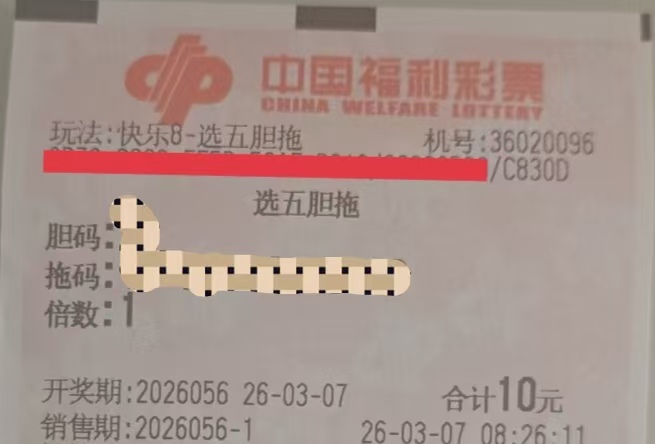 中国福利彩票
CHINA WELFARE LOTTERY
玩法:快乐8-选五胆拖 机号:36020096
/C830D
选五胆拖
胆码:
拖码:
倍数:1
开奖期:2026056 26-03-07 合计10元
销售期:2026056-1 26-03-07 08:26:11